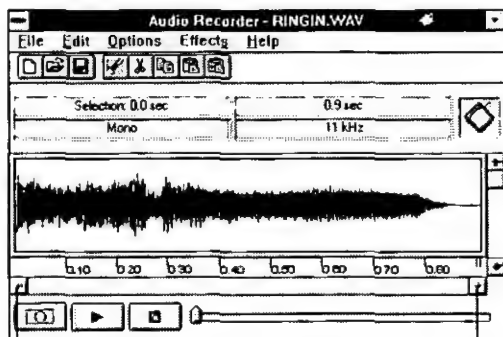 Audio Recorder - RINGIN.WAV
File Edit Options Effects Help
Selection: 0.0 sec 0.9 sec
Mono 11 kHz
0.10 0.20 0.30 0.40 0.50 0.60 0.70 0.80